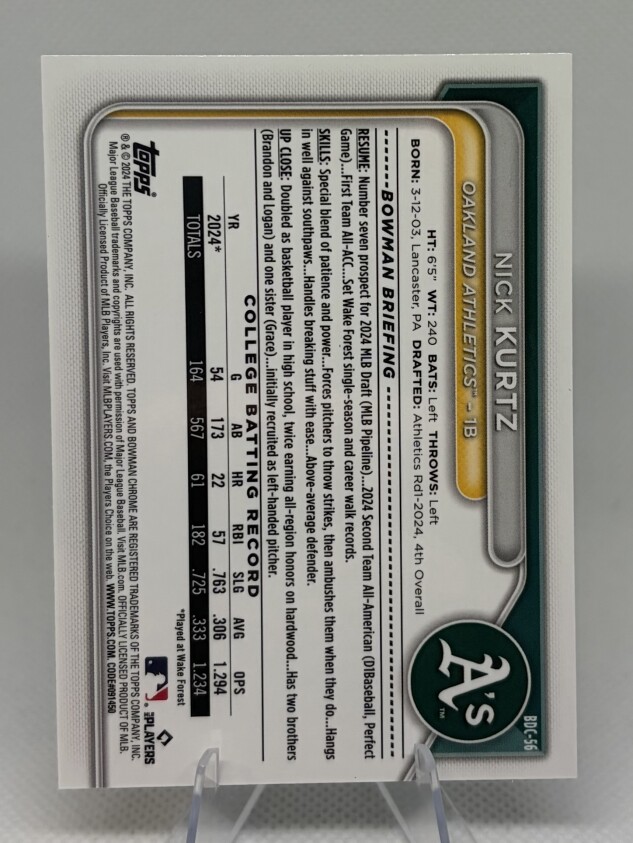 BDC-56
NICK KURTZ
OAKLAND ATHLETICS™ - 1B
A's™
HT: 6'5" WT: 240 BATS: Left THROWS: Left
BORN: 3-12-03, Lancaster, PA DRAFTED: Athletics Rd1-2024, 4th Overall
BOWMAN BRIEFING
RESUME: Number seven prospect for 2024 MLB Draft (MLB Pipeline)....2024 Second Team All-American (D1Baseball, Perfect
Game)...First Team All-ACC...Set Wake Forest single-season and career walk records.
SKILLS: Special blend of patience and power...Forces pitchers to throw strikes, then ambushes them when they do...Hangs
in well against southpaws...Handles breaking stuff with ease...Above-average defender.
UP CLOSE: Doubled as basketball player in high school, twice earning all-region honors on hardwood...Has two brothers
(Brandon and Logan) and one sister (Grace)...Initially recruited as left-handed pitcher.
COLLEGE BATTING RECORD
YR G AB HR RBI SLG AVG OPS
2024* 54 173 22 57 .763 .306 1.294
TOTALS 164 567 61 182 .725 .333 1.234
*Played at Wake Forest
topps®
MLB PLAYERS
® & © 2024 THE TOPPS COMPANY, INC. ALL RIGHTS RESERVED. TOPPS AND BOWMAN CHROME ARE REGISTERED TRADEMARKS OF THE TOPPS COMPANY, INC.
Major League Baseball trademarks and copyrights are used with permission of Major League Baseball. Visit MLB.com. OFFICIALLY LICENSED PRODUCT OF MLB.
Officially Licensed Product of MLB Players, Inc. Visit MLBPLAYERS.COM, the Players Choice on the web. WWW.TOPPS.COM. CODE#091450